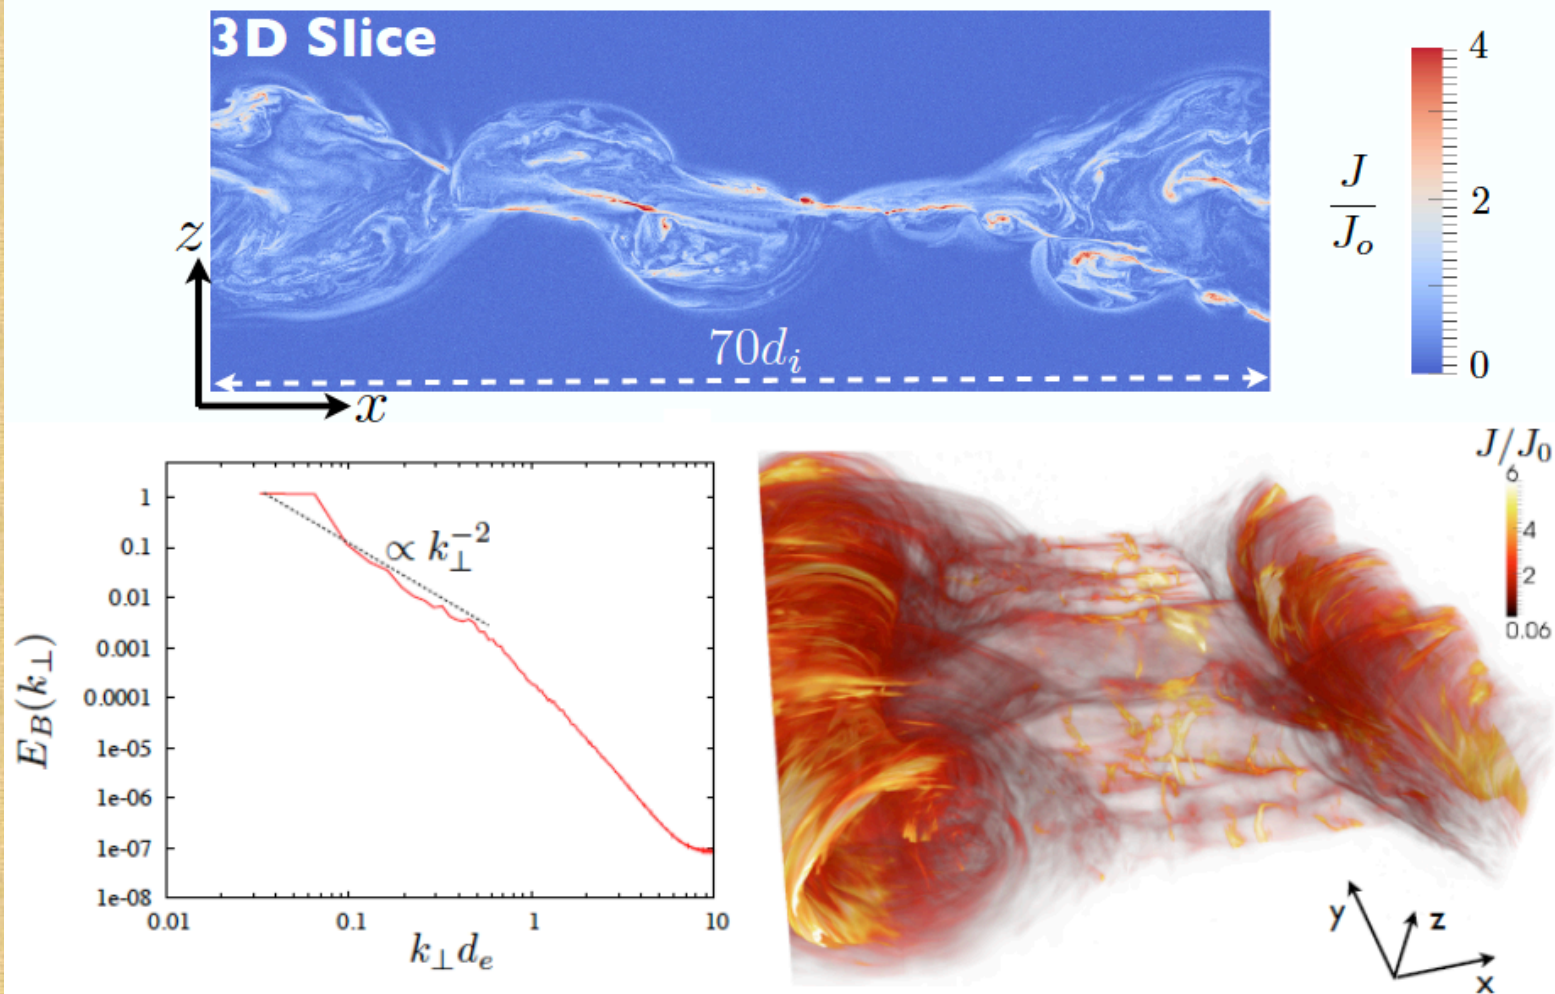 3D Slice
4
J
J_o
2
z
70d_i
0
x
J/J_0
6
4
2
0.06
1
0.1
0.01
0.001
0.0001
1e-05
1e-06
1e-07
1e-08
∝ k_⊥^{-2}
E_B(k_⊥)
0.01 0.1 1 10
k_⊥d_e
y
z
x